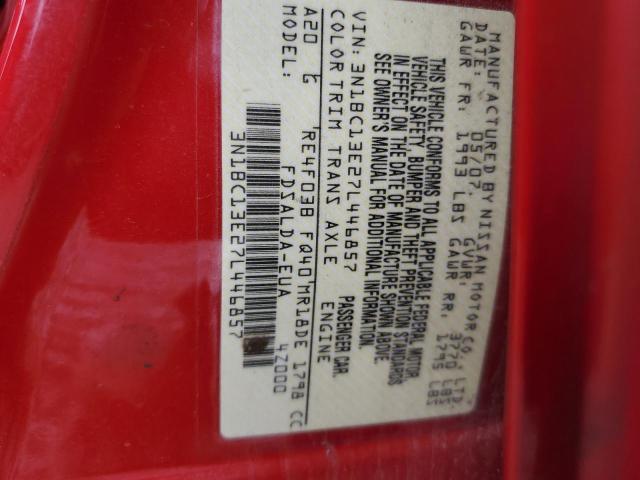 MANUFACTURED BY NISSAN MOTOR CO., LTD.
DATE: 05/07. GVWR: 3770 LBS
GAWR FR: 1993 LBS GAWR RR: 1795 LBS
THIS VEHICLE CONFORMS TO ALL APPLICABLE FEDERAL MOTOR
VEHICLE SAFETY, BUMPER AND THEFT PREVENTION STANDARDS
IN EFFECT ON THE DATE OF MANUFACTURE SHOWN ABOVE.
SEE OWNER'S MANUAL FOR ADDITIONAL INFORMATION.
VIN: 3N1BC13E27L446857 PASSENGER CAR.
COLOR TRIM TRANS AXLE ENGINE
A20 G RE4F03B FQ40 MR18DE 1798 CC
MODEL: FDSALDA-EUA 4Z000
3N1BC13E27L446857